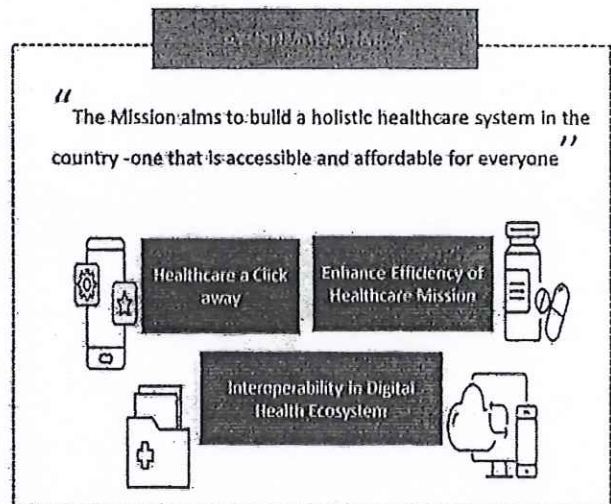 “The Mission aims to build a holistic healthcare system in the
country -one that is accessible and affordable for everyone”
Healthcare a Click
away
Enhance Efficiency of
Healthcare Mission
Interoperability in Digital
Health Ecosystem